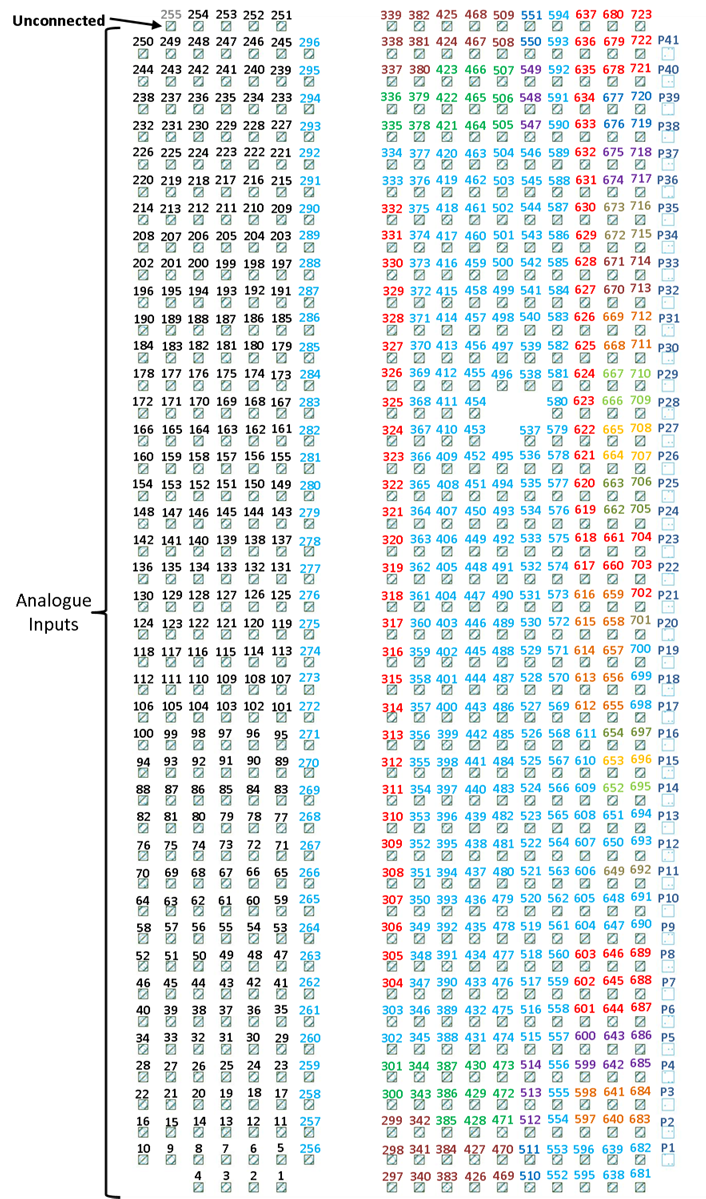 255 254 253 252 251 339 382 425 468 509 551 594 637 680 723
Unconnected
250 249 248 247 246 245 296 338 381 424 467 508 550 593 636 679 722 P41
244 243 242 241 240 239 295 337 380 423 466 507 549 592 635 678 721 P40
238 237 236 235 234 233 294 336 379 422 465 506 548 591 634 677 720 P39
232 231 230 229 228 227 293 335 378 421 464 505 547 590 633 676 719 P38
226 225 224 223 222 221 292 334 377 420 463 504 546 589 632 675 718 P37
220 219 218 217 216 215 291 333 376 419 462 503 545 588 631 674 717 P36
214 213 212 211 210 209 290 332 375 418 461 502 544 587 630 673 716 P35
208 207 206 205 204 203 289 331 374 417 460 501 543 586 629 672 715 P34
202 201 200 199 198 197 288 330 373 416 459 500 542 585 628 671 714 P33
196 195 194 193 192 191 287 329 372 415 458 499 541 584 627 670 713 P32
190 189 188 187 186 185 286 328 371 414 457 498 540 583 626 669 712 P31
184 183 182 181 180 179 285 327 370 413 456 497 539 582 625 668 711 P30
178 177 176 175 174 173 284 326 369 412 455 496 538 581 624 667 710 P29
172 171 170 169 168 167 283 325 368 411 454 580 623 666 709 P28
166 165 164 163 162 161 282 324 367 410 453 537 579 622 665 708 P27
160 159 158 157 156 155 281 323 366 409 452 495 536 578 621 664 707 P26
154 153 152 151 150 149 280 322 365 408 451 494 535 577 620 663 706 P25
148 147 146 145 144 143 279 321 364 407 450 493 534 576 619 662 705 P24
142 141 140 139 138 137 278 320 363 406 449 492 533 575 618 661 704 P23
136 135 134 133 132 131 277 319 362 405 448 491 532 574 617 660 703 P22
130 129 128 127 126 125 276 318 361 404 447 490 531 573 616 659 702 P21
Analogue
Inputs
124 123 122 121 120 119 275 317 360 403 446 489 530 572 615 658 701 P20
118 117 116 115 114 113 274 316 359 402 445 488 529 571 614 657 700 P19
112 111 110 109 108 107 273 315 358 401 444 487 528 570 613 656 699 P18
106 105 104 103 102 101 272 314 357 400 443 486 527 569 612 655 698 P17
100 99 98 97 96 95 271 313 356 399 442 485 526 568 611 654 697 P16
94 93 92 91 90 89 270 312 355 398 441 484 525 567 610 653 696 P15
88 87 86 85 84 83 269 311 354 397 440 483 524 566 609 652 695 P14
82 81 80 79 78 77 268 310 353 396 439 482 523 565 608 651 694 P13
76 75 74 73 72 71 267 309 352 395 438 481 522 564 607 650 693 P12
70 69 68 67 66 65 266 308 351 394 437 480 521 563 606 649 692 P11
64 63 62 61 60 59 265 307 350 393 436 479 520 562 605 648 691 P10
58 57 56 55 54 53 264 306 349 392 435 478 519 561 604 647 690 P9
52 51 50 49 48 47 263 305 348 391 434 477 518 560 603 646 689 P8
46 45 44 43 42 41 262 304 347 390 433 476 517 559 602 645 688 P7
40 39 38 37 36 35 261 303 346 389 432 475 516 558 601 644 687 P6
34 33 32 31 30 29 260 302 345 388 431 474 515 557 600 643 686 P5
28 27 26 25 24 23 259 301 344 387 430 473 514 556 599 642 685 P4
22 21 20 19 18 17 258 300 343 386 429 472 513 555 598 641 684 P3
16 15 14 13 12 11 257 299 342 385 428 471 512 554 597 640 683 P2
10 9 8 7 6 5 256 298 341 384 427 470 511 553 596 639 682 P1
4 3 2 1 297 340 383 426 469 510 552 595 638 681